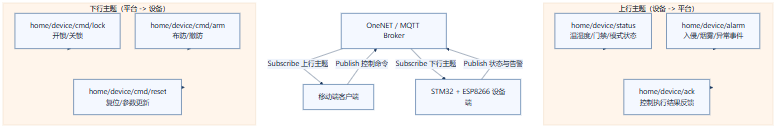 下行主题（平台 -> 设备）
home/device/cmd/lock
开锁/关锁
home/device/cmd/arm
布防/撤防
home/device/cmd/reset
复位/参数更新
OneNET / MQTT
Broker
Subscribe 上行主题
Publish 控制命令
Subscribe 下行主题
Publish 状态与告警
移动端客户端
STM32 + ESP8266 设备
端
上行主题（设备 -> 平台）
home/device/status
温湿度/门禁/模式状态
home/device/alarm
入侵/烟雾/异常事件
home/device/ack
控制执行结果反馈